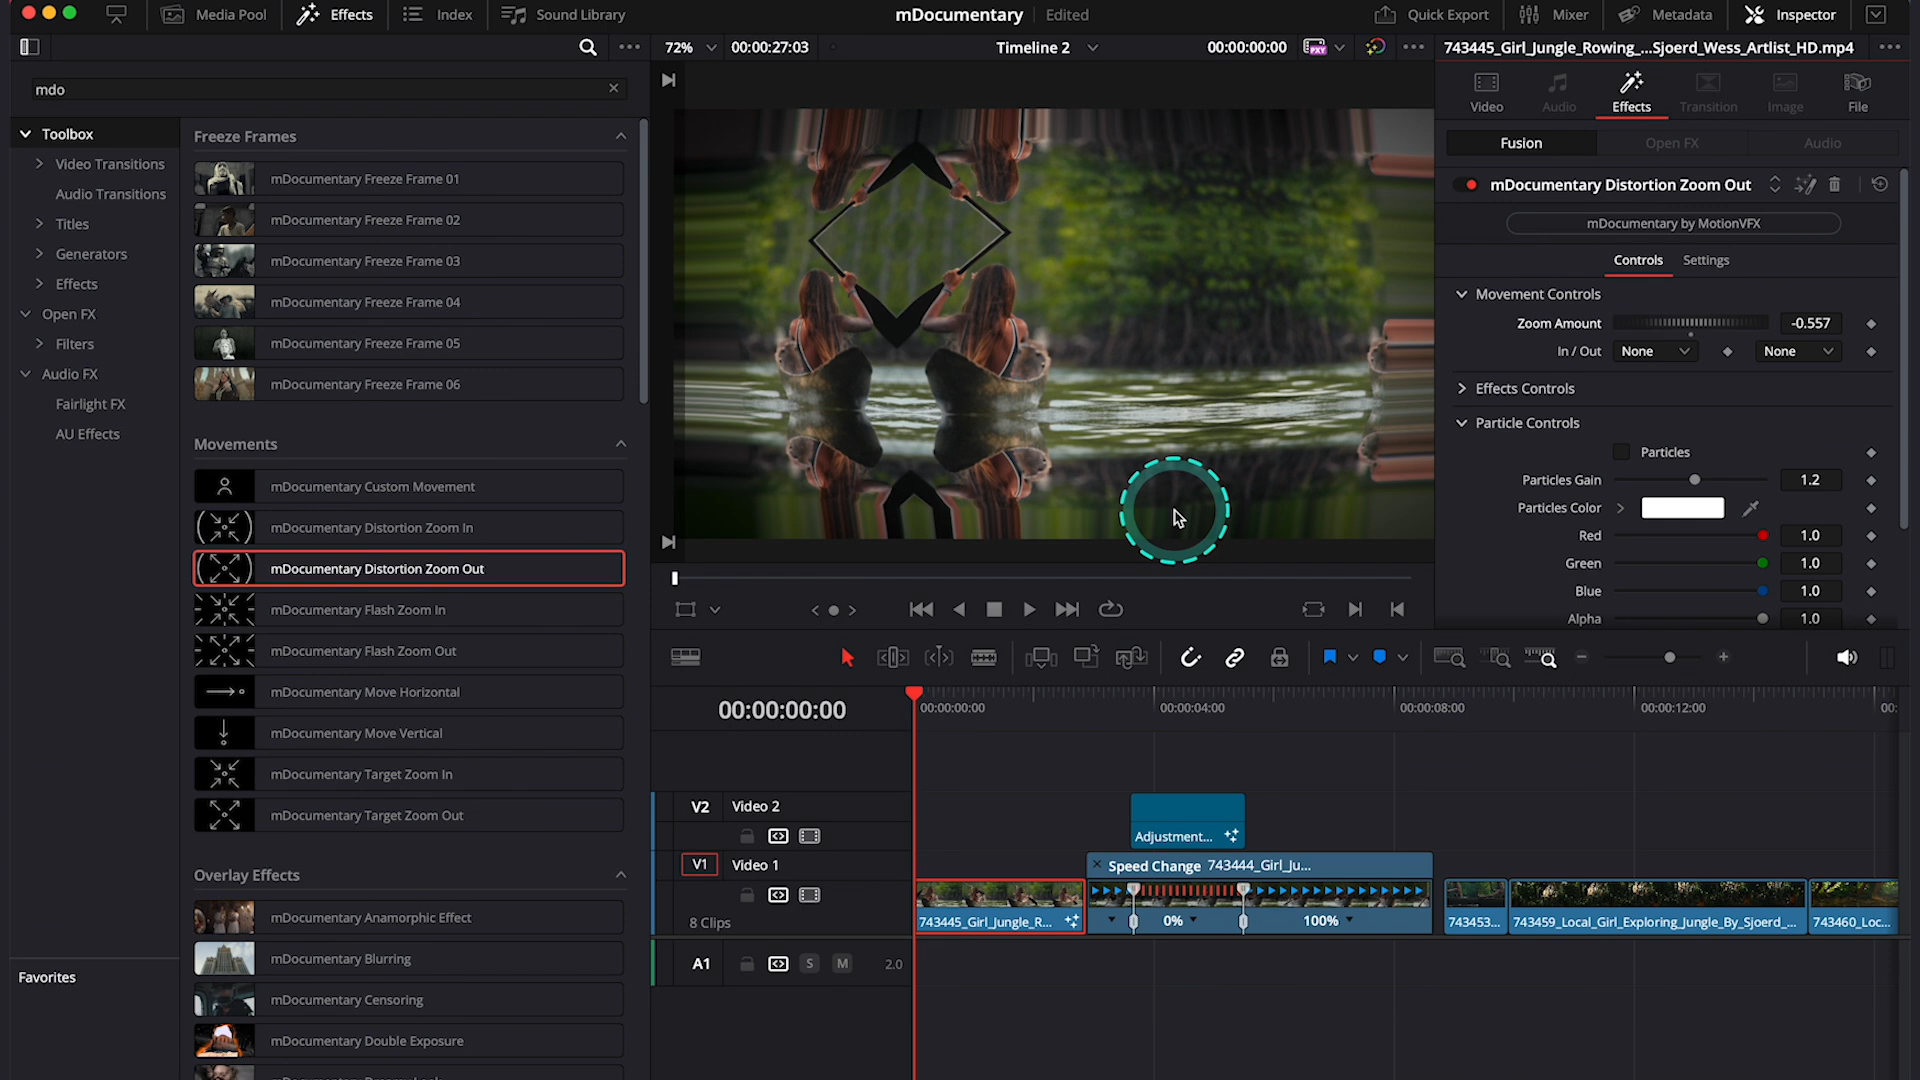 Media Pool
Effects
Index
Sound Library
mDocumentary
Edited
Quick Export
Mixer
Metadata
Inspector
72%
00:00:27:03
Timeline 2
00:00:00:00
PXY
743445_Girl_Jungle_Rowing_...Sjoerd_Wess_Artlist_HD.mp4
mdo
Toolbox
Video Transitions
Audio Transitions
Titles
Generators
Effects
Open FX
Filters
Audio FX
Fairlight FX
AU Effects
Favorites
Freeze Frames
mDocumentary Freeze Frame 01
mDocumentary Freeze Frame 02
mDocumentary Freeze Frame 03
mDocumentary Freeze Frame 04
mDocumentary Freeze Frame 05
mDocumentary Freeze Frame 06
Movements
mDocumentary Custom Movement
mDocumentary Distortion Zoom In
mDocumentary Distortion Zoom Out
mDocumentary Flash Zoom In
mDocumentary Flash Zoom Out
mDocumentary Move Horizontal
mDocumentary Move Vertical
mDocumentary Target Zoom In
mDocumentary Target Zoom Out
Overlay Effects
mDocumentary Anamorphic Effect
mDocumentary Blurring
mDocumentary Censoring
mDocumentary Double Exposure
Video
Audio
Effects
Transition
Image
File
Fusion
Open FX
Audio
mDocumentary Distortion Zoom Out
mDocumentary by MotionVFX
Controls
Settings
Movement Controls
Zoom Amount
-0.557
In / Out
None
None
Effects Controls
Particle Controls
Particles
Particles Gain
1.2
Particles Color
Red
1.0
Green
1.0
Blue
1.0
Alpha
1.0
00:00:00:00
00:00:00:00
00:00:04:00
00:00:08:00
00:00:12:00
00:
V2
Video 2
Adjustment...
V1
Video 1
8 Clips
Speed Change 743444_Girl_Ju...
743445_Girl_Jungle_R...
0%
100%
743453...
743459_Local_Girl_Exploring_Jungle_By_Sjoerd_...
743460_Loc...
A1
S
M
2.0